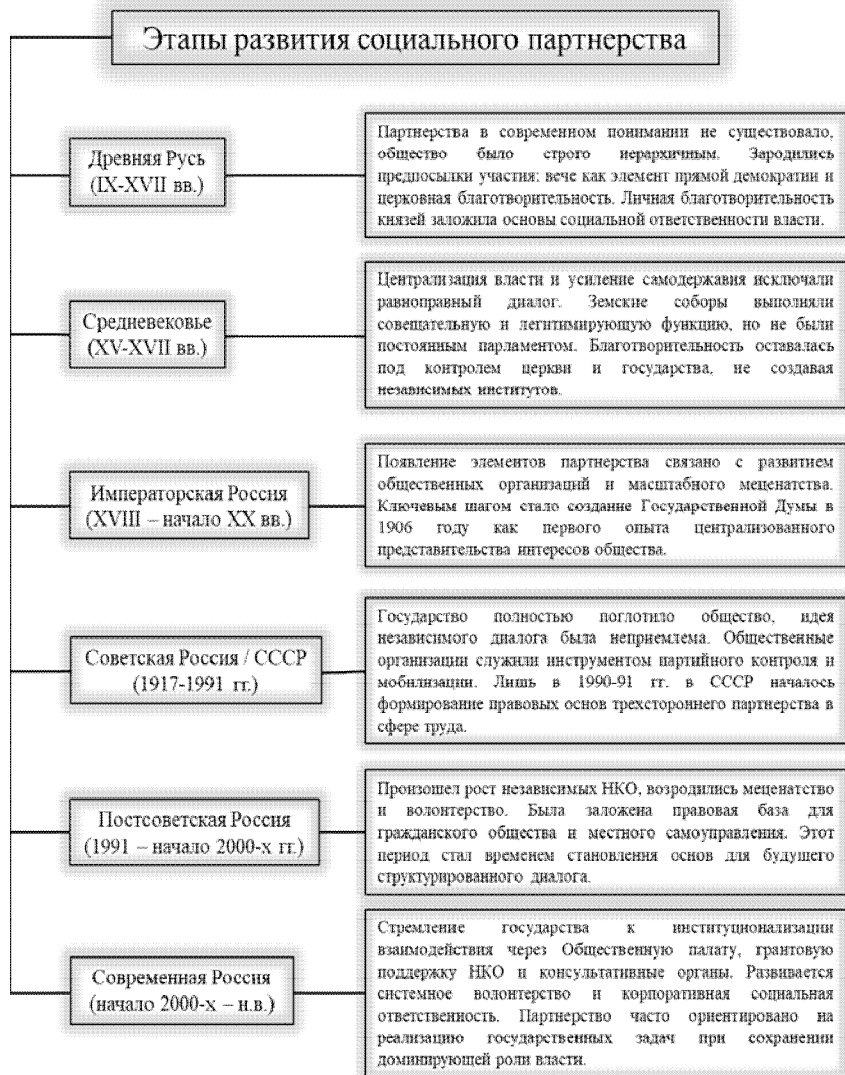 Этапы развития социального партнерства
Древняя Русь
(IX-XVII вв.)
Партнерства в современном понимании не существовало,
общество было строго иерархичным. Зародились
предпосылки участия: вече как элемент прямой демократии и
церковная благотворительность. Личная благотворительность
князей заложила основы социальной ответственности власти.
Средневековье
(XV-XVII вв.)
Централизация власти и усиление самодержавия исключали
равноправный диалог. Земские соборы выполняли
совещательную и легитимирующую функцию, но не были
постоянным парламентом. Благотворительность оставалась
под контролем церкви и государства, не создавая
независимых институтов.
Императорская Россия
(XVIII – начало XX вв.)
Появление элементов партнерства связано с развитием
общественных организаций и масштабного меценатства.
Ключевым шагом стало создание Государственной Думы в
1906 году как первого опыта централизованного
представительства интересов общества.
Советская Россия / СССР
(1917-1991 гг.)
Государство полностью поглотило общество, идея
независимого диалога была неприемлема. Общественные
организации служили инструментом партийного контроля и
мобилизации. Лишь в 1990-91 гг. в СССР началось
формирование правовых основ трехстороннего партнерства в
сфере труда.
Постсоветская Россия
(1991 – начало 2000-х гг.)
Произошел рост независимых НКО, возродились меценатство
и волонтерство. Была заложена правовая база для
гражданского общества и местного самоуправления. Этот
период стал временем становления основ для будущего
структурированного диалога.
Современная Россия
(начало 2000-х – н.в.)
Стремление государства к институционализации
взаимодействия через Общественную палату, грантовую
поддержку НКО и консультативные органы. Развивается
системное волонтерство и корпоративная социальная
ответственность. Партнерство часто ориентировано на
реализацию государственных задач при сохранении
доминирующей роли власти.